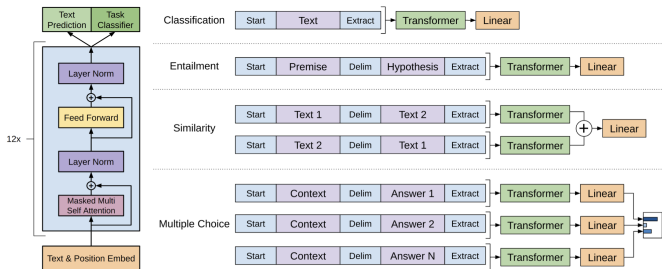 Text Prediction
Task Classifier
12x
Layer Norm
Feed Forward
Layer Norm
Masked Multi Self Attention
Text & Position Embed
Classification
Start Text Extract Transformer Linear
Entailment
Start Premise Delim Hypothesis Extract Transformer Linear
Similarity
Start Text 1 Delim Text 2 Extract Transformer
Linear
Start Text 2 Delim Text 1 Extract Transformer
Multiple Choice
Start Context Delim Answer 1 Extract Transformer Linear
Start Context Delim Answer 2 Extract Transformer Linear
Start Context Delim Answer N Extract Transformer Linear